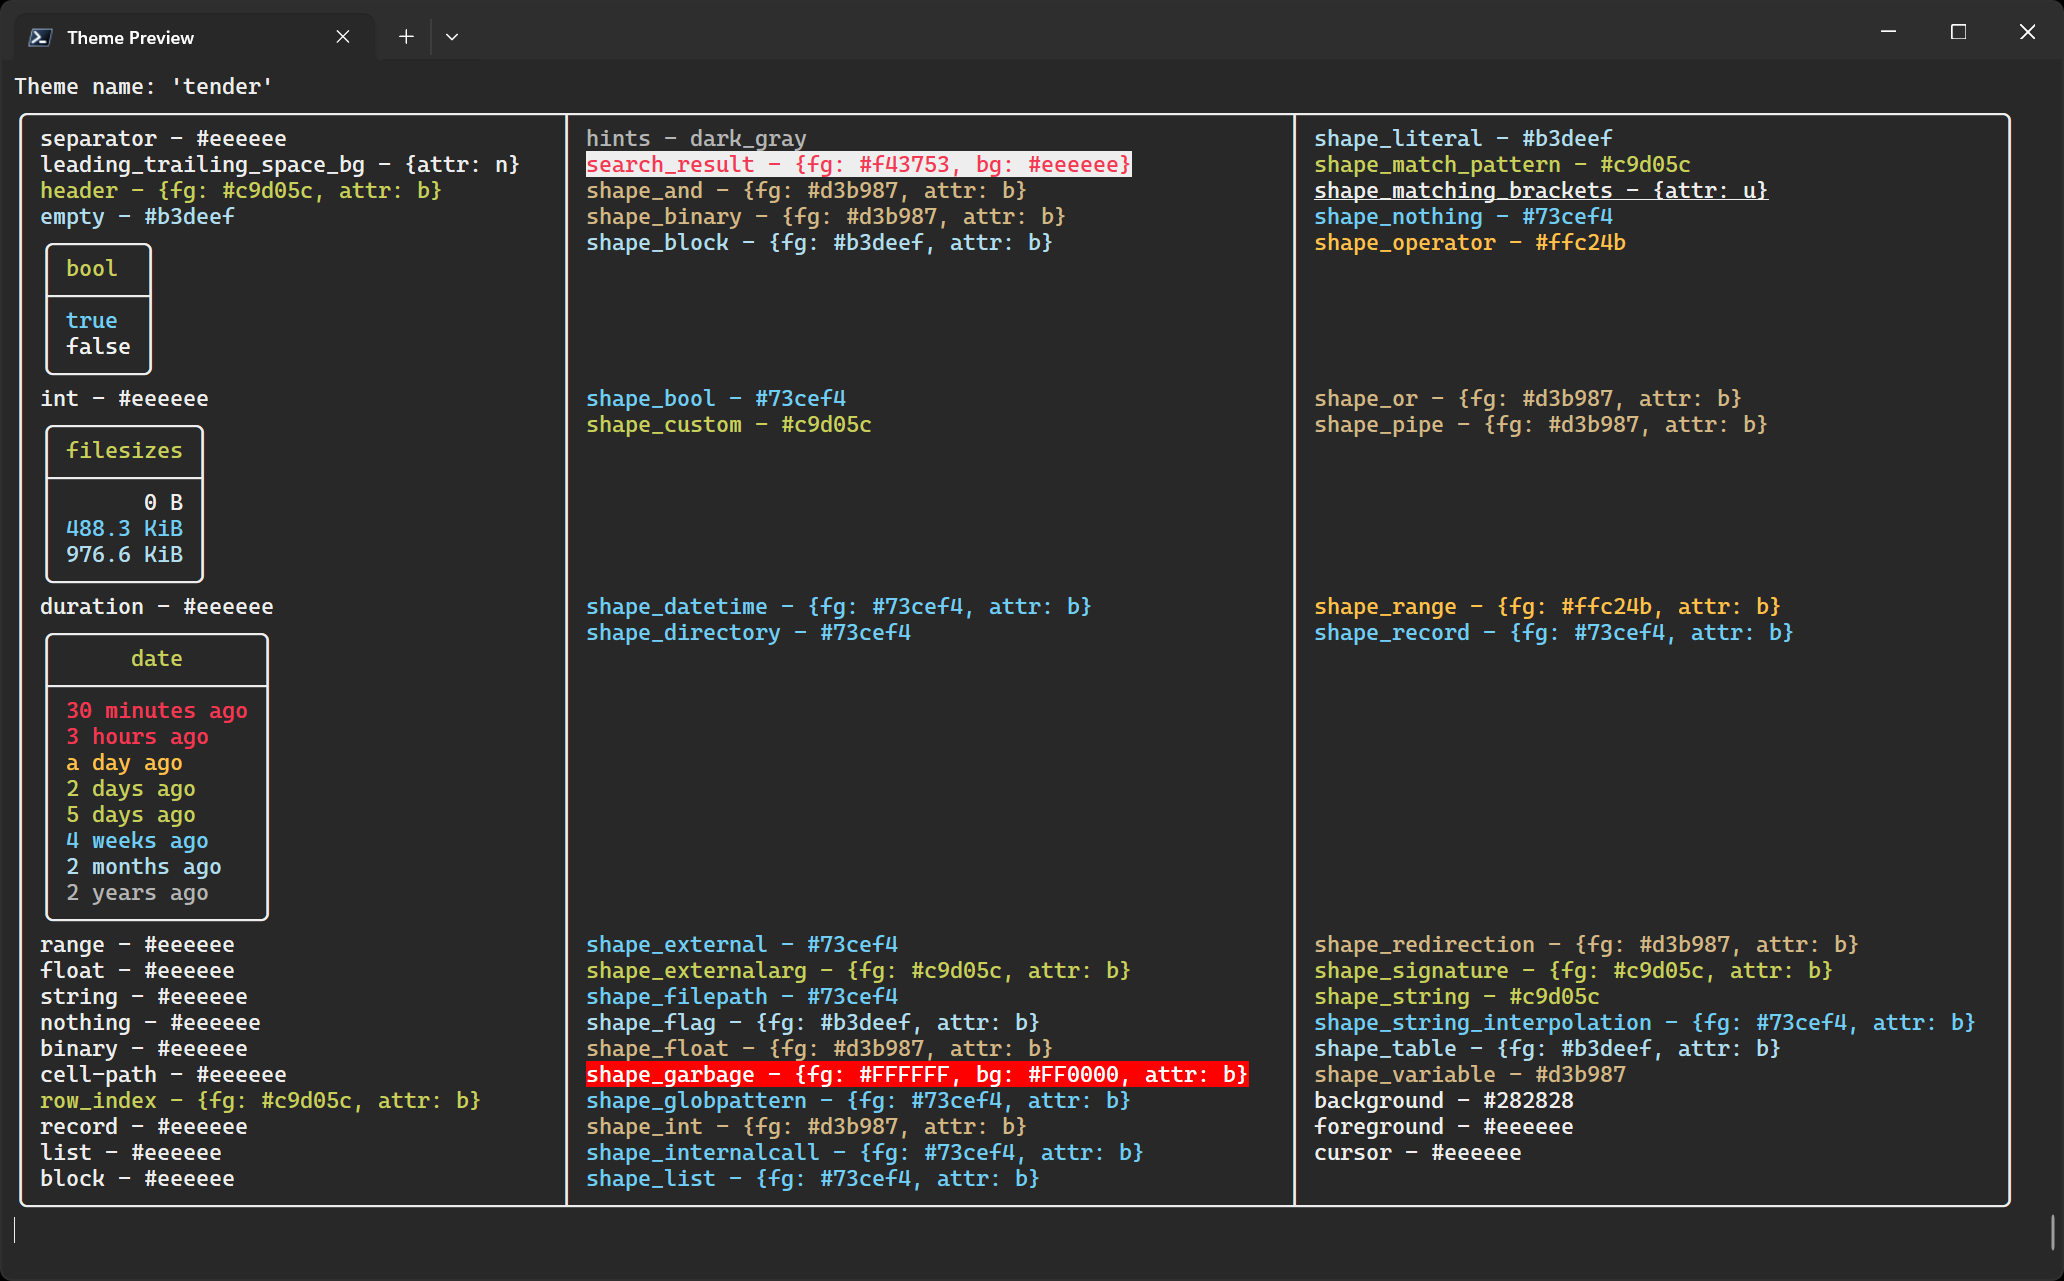 Theme Preview
Theme name: 'tender'
separator - #eeeeee
leading_trailing_space_bg - {attr: n}
header - {fg: #c9d05c, attr: b}
empty - #b3deef
bool
true
false
int - #eeeeee
filesizes
0 B
488.3 KiB
976.6 KiB
duration - #eeeeee
date
30 minutes ago
3 hours ago
a day ago
2 days ago
5 days ago
4 weeks ago
2 months ago
2 years ago
range - #eeeeee
float - #eeeeee
string - #eeeeee
nothing - #eeeeee
binary - #eeeeee
cell-path - #eeeeee
row_index - {fg: #c9d05c, attr: b}
record - #eeeeee
list - #eeeeee
block - #eeeeee
hints - dark_gray
search_result - {fg: #f43753, bg: #eeeeee}
shape_and - {fg: #d3b987, attr: b}
shape_binary - {fg: #d3b987, attr: b}
shape_block - {fg: #b3deef, attr: b}
shape_bool - #73cef4
shape_custom - #c9d05c
shape_datetime - {fg: #73cef4, attr: b}
shape_directory - #73cef4
shape_external - #73cef4
shape_externalarg - {fg: #c9d05c, attr: b}
shape_filepath - #73cef4
shape_flag - {fg: #b3deef, attr: b}
shape_float - {fg: #d3b987, attr: b}
shape_garbage - {fg: #FFFFFF, bg: #FF0000, attr: b}
shape_globpattern - {fg: #73cef4, attr: b}
shape_int - {fg: #d3b987, attr: b}
shape_internalcall - {fg: #73cef4, attr: b}
shape_list - {fg: #73cef4, attr: b}
shape_literal - #b3deef
shape_match_pattern - #c9d05c
shape_matching_brackets - {attr: u}
shape_nothing - #73cef4
shape_operator - #ffc24b
shape_or - {fg: #d3b987, attr: b}
shape_pipe - {fg: #d3b987, attr: b}
shape_range - {fg: #ffc24b, attr: b}
shape_record - {fg: #73cef4, attr: b}
shape_redirection - {fg: #d3b987, attr: b}
shape_signature - {fg: #c9d05c, attr: b}
shape_string - #c9d05c
shape_string_interpolation - {fg: #73cef4, attr: b}
shape_table - {fg: #b3deef, attr: b}
shape_variable - #d3b987
background - #282828
foreground - #eeeeee
cursor - #eeeeee